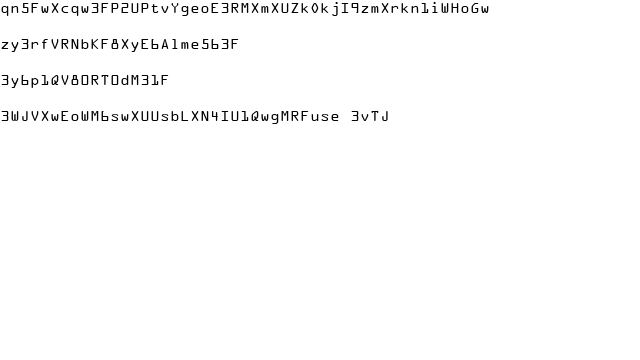 qn5FwXcqw3FP2UPtvYgeoE3RMXmXUZk0kjI9zmXrkn1iWHoGw
zy3rfVRNbKF8XyE6Alme563F
3y6p1QV8ORTOdM31F
3WJVXwEoWM6swXUUsbLXN4IU1QwgMRFuse 3vTJ